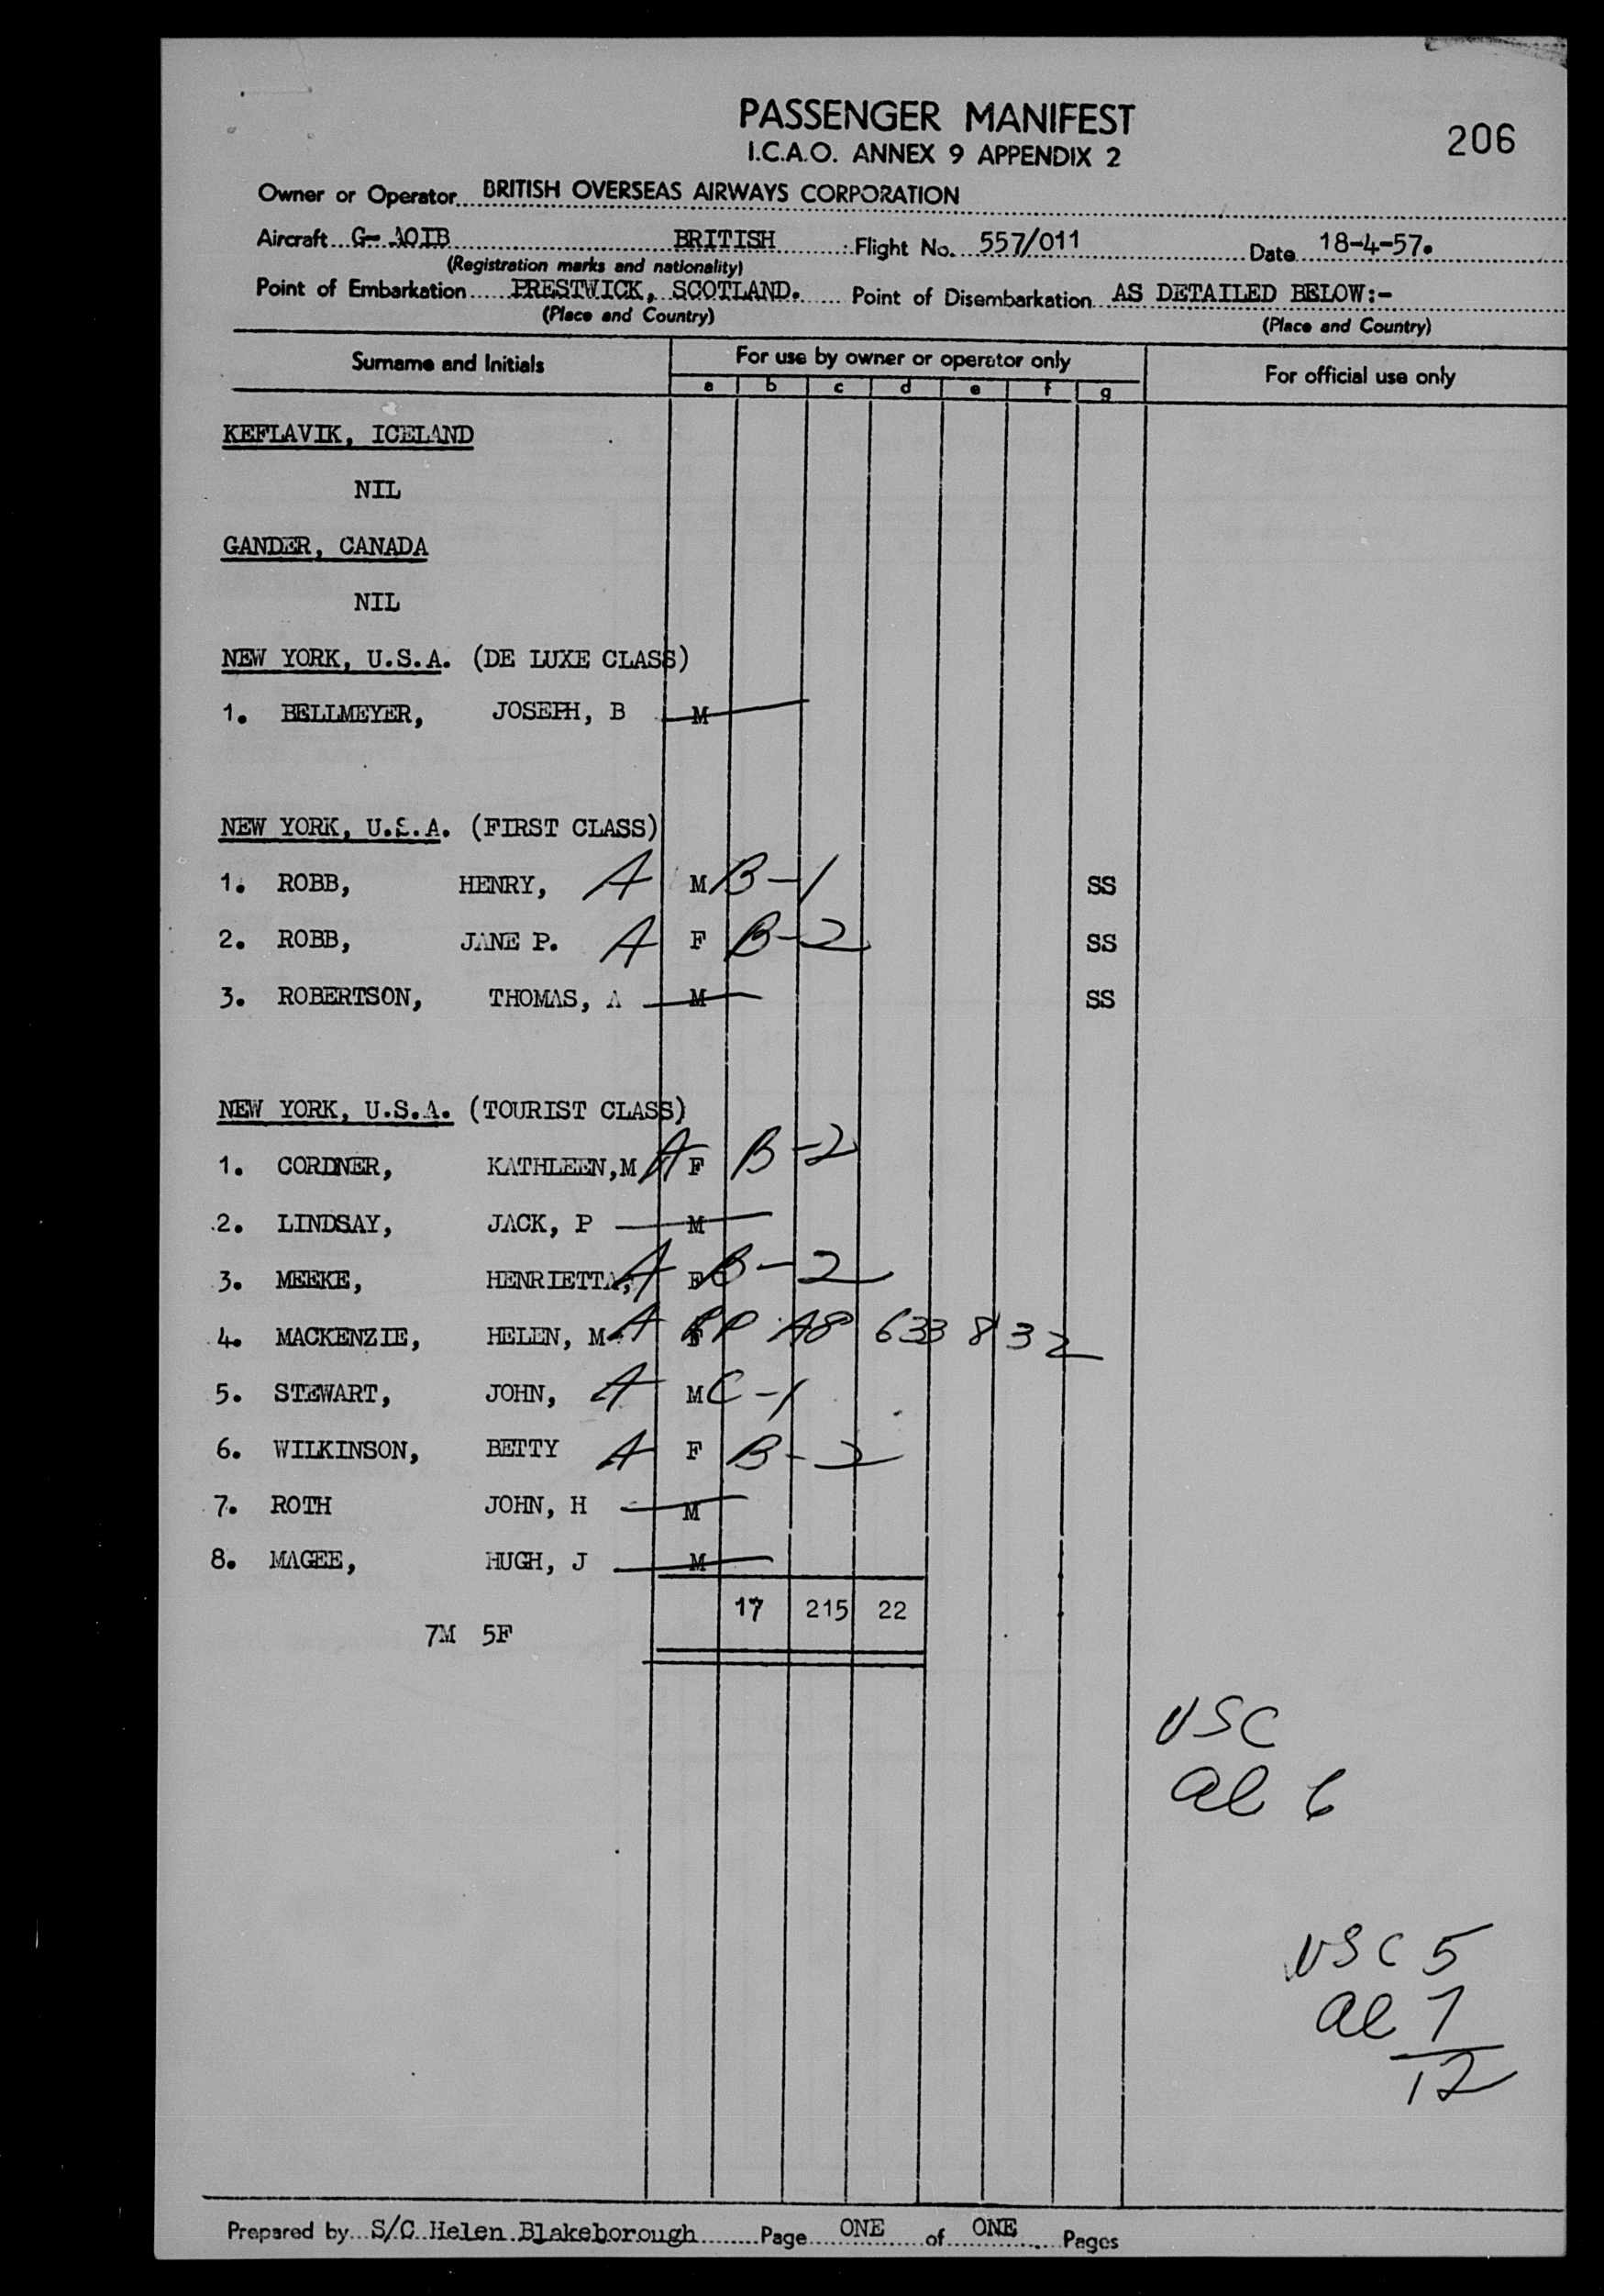 PASSENGER MANIFEST
I.C.A.O. ANNEX 9 APPENDIX 2
206
Owner or Operator BRITISH OVERSEAS AIRWAYS CORPORATION
Aircraft G-AOIB BRITISH Flight No. 557/011 Date 18-4-57.
(Registration marks and nationality)
Point of Embarkation PRESTWICK, SCOTLAND. Point of Disembarkation AS DETAILED BELOW:-
(Place and Country) (Place and Country)
Surname and Initials For use by owner or operator only For official use only
a b c d e f g
KEFLAVIK, ICELAND
NIL
GANDER, CANADA
NIL
NEW YORK, U.S.A. (DE LUXE CLASS)
1. BELLMEYER, JOSEPH, B M
NEW YORK, U.S.A. (FIRST CLASS)
1. ROBB, HENRY, A M B-1 SS
2. ROBB, JANE P. A F B-2 SS
3. ROBERTSON, THOMAS, A M SS
NEW YORK, U.S.A. (TOURIST CLASS)
1. CORDNER, KATHLEEN,M A F B-2
2. LINDSAY, JACK, P M
3. MEEKE, HENRIETTA, A F B-2
4. MACKENZIE, HELEN, M. A F PP A8 633832
5. STEWART, JOHN, A M C-1
6. WILKINSON, BETTY A F B-2
7. ROTH JOHN, H M
8. MAGEE, HUGH, J M
17 215 22
7M 5F
USC
al 6
USC 5
al 7
12
Prepared by S/C Helen Blakeborough Page ONE of ONE Pages